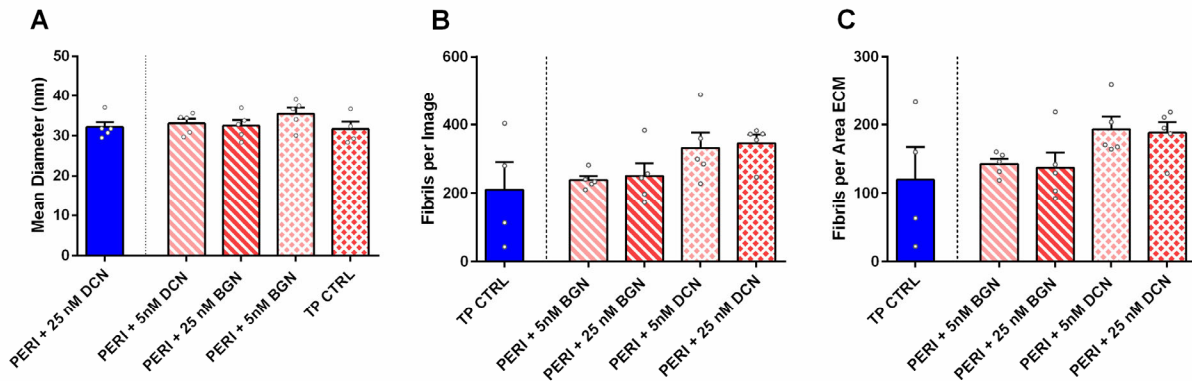 A
Mean Diameter (nm)
50
40
30
20
10
0
PERI + 25 nM DCN
PERI + 5nM DCN
PERI + 25 nM BGN
PERI + 5nM BGN
TP CTRL
B
Fibrils per Image
600
400
200
0
TP CTRL
PERI + 5nM BGN
PERI + 25 nM BGN
PERI + 5nM DCN
PERI + 25 nM DCN
C
Fibrils per Area ECM
300
200
100
0
TP CTRL
PERI + 5nM BGN
PERI + 25 nM BGN
PERI + 5nM DCN
PERI + 25 nM DCN